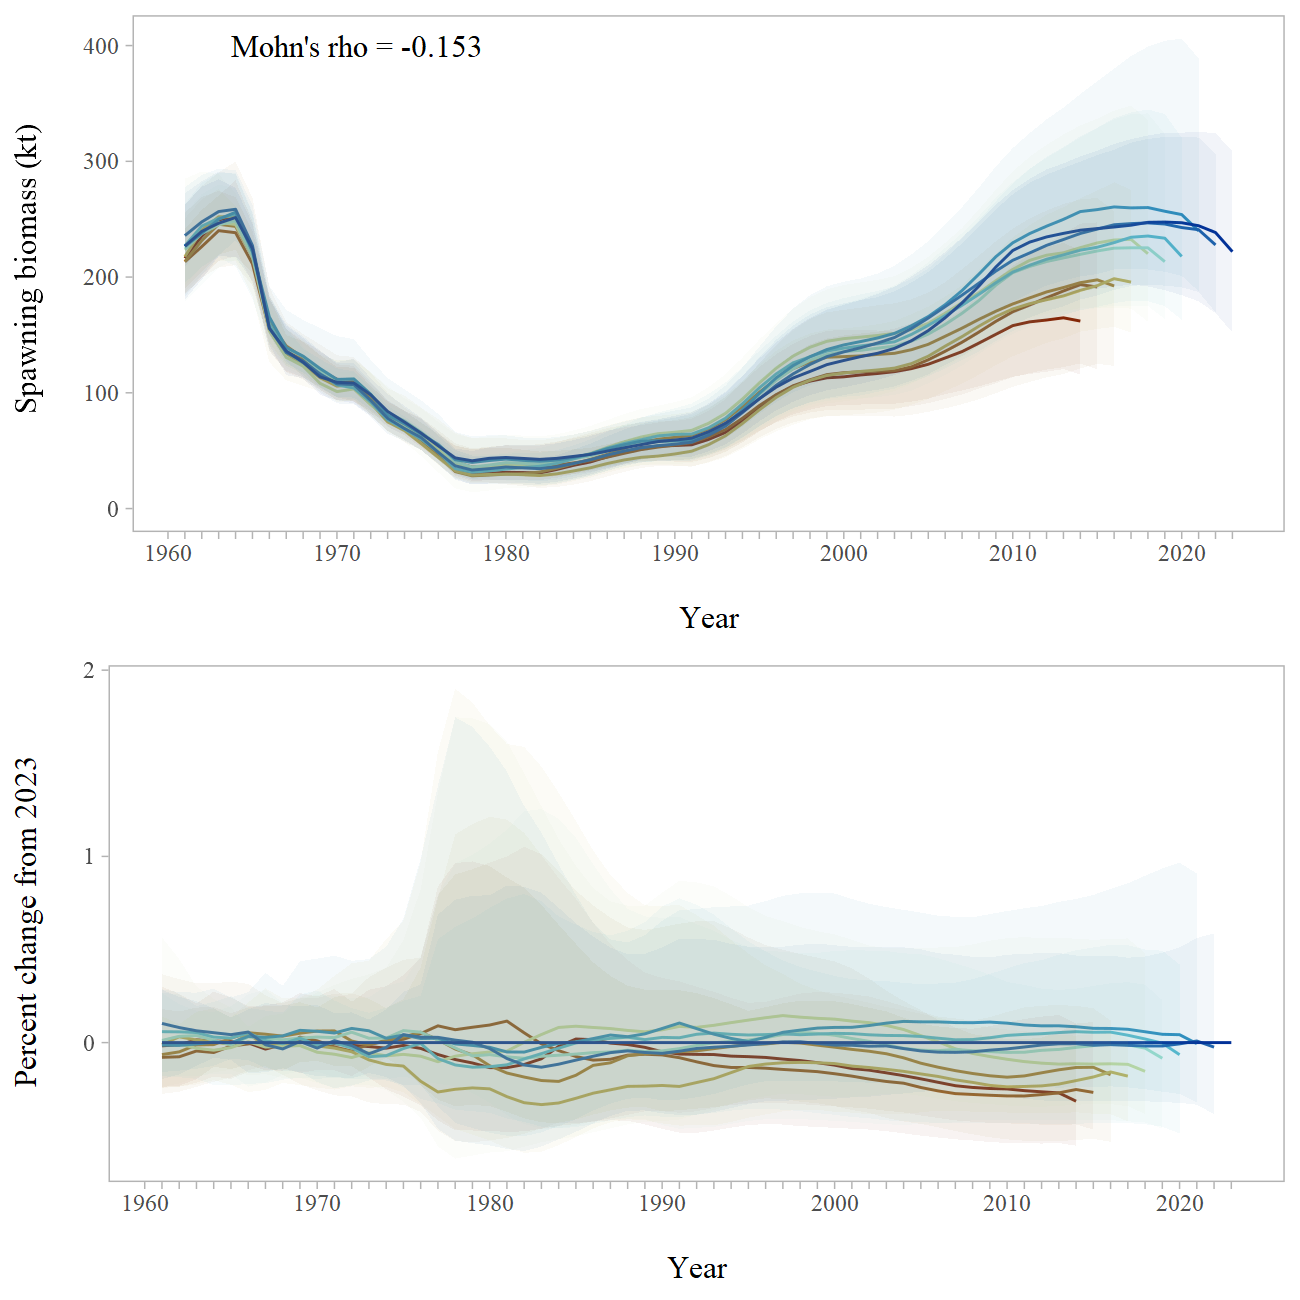 Mohn's rho = -0.153
Spawning biomass (kt)
400
300
200
100
0
1960 1970 1980 1990 2000 2010 2020
Year
Percent change from 2023
2
1
0
1960 1970 1980 1990 2000 2010 2020
Year